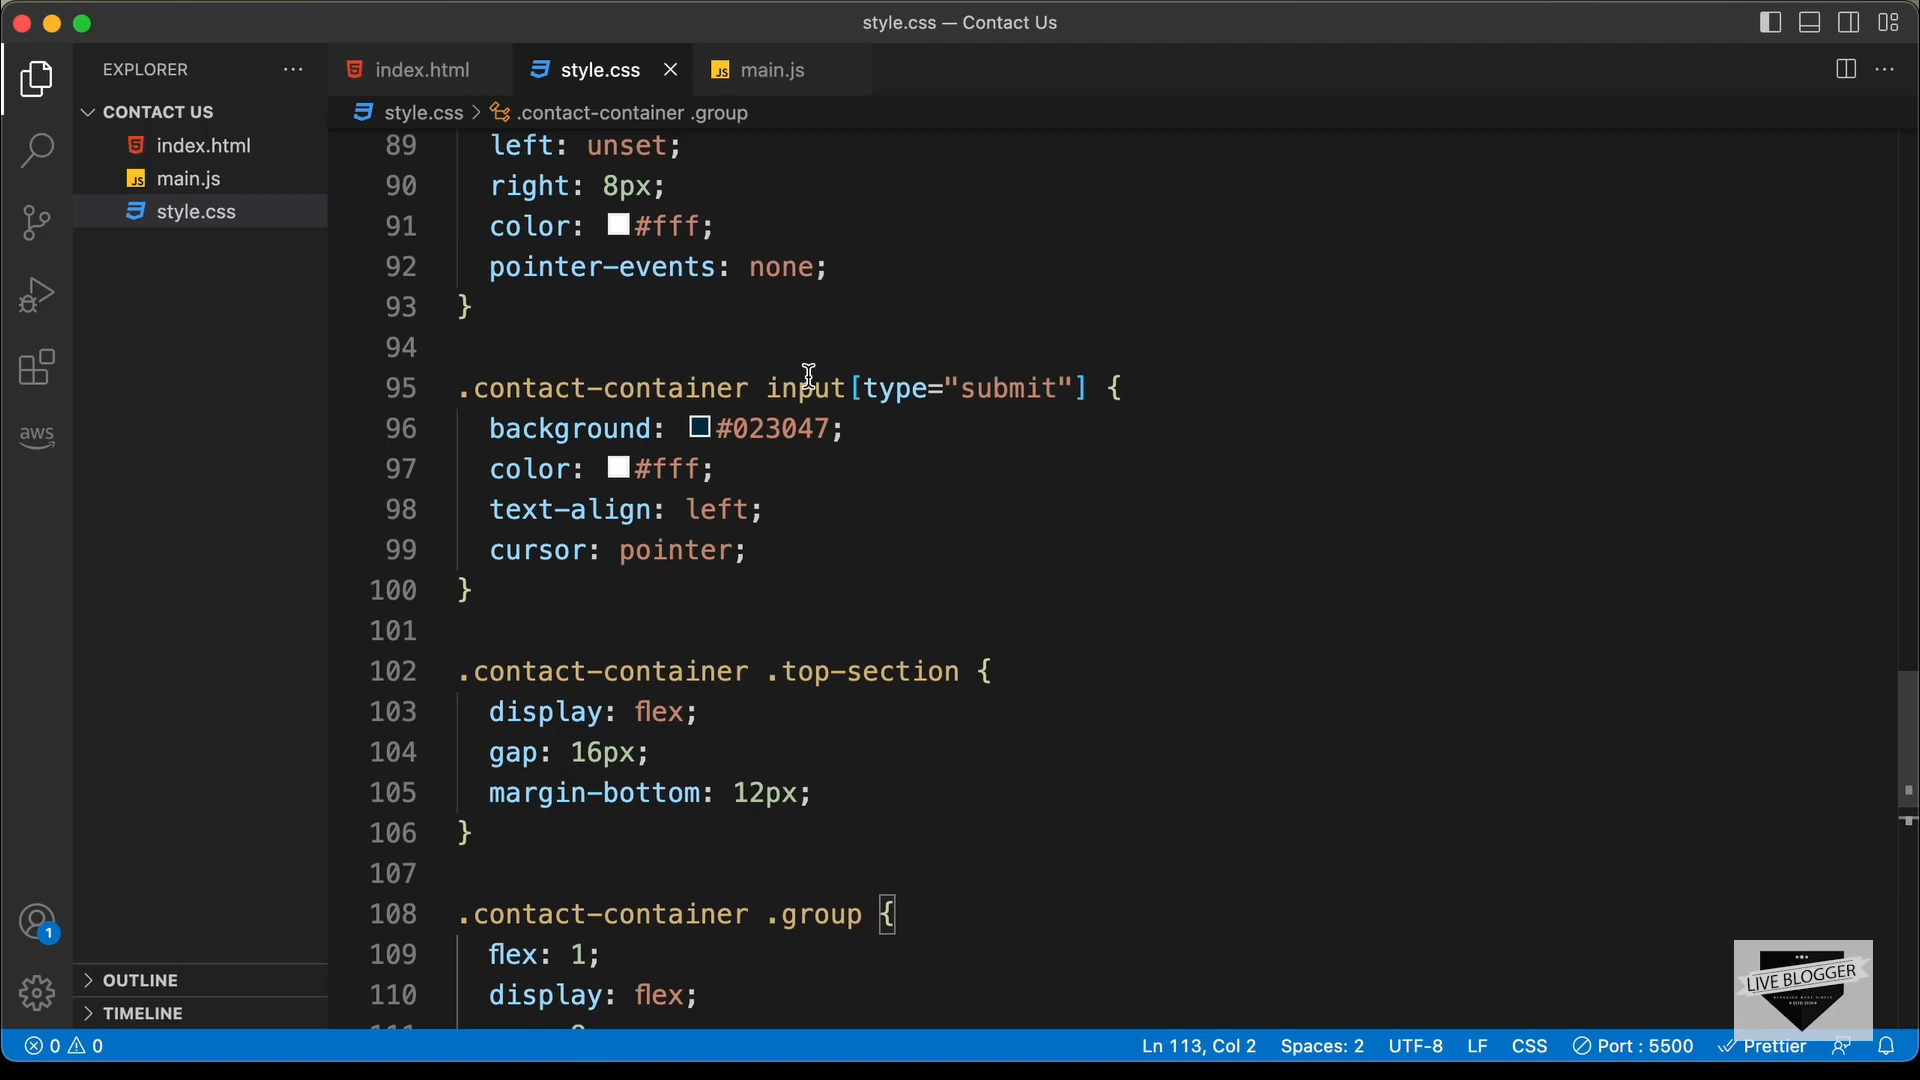 style.css — Contact Us
EXPLORER
CONTACT US
index.html
main.js
style.css
OUTLINE
TIMELINE
aws
1
index.html
style.css
JS main.js
style.css > .contact-container .group
89 left: unset;
90 right: 8px;
91 color: #fff;
92 pointer-events: none;
93 }
94
95 .contact-container input[type="submit"] {
96 background: #023047;
97 color: #fff;
98 text-align: left;
99 cursor: pointer;
100 }
101
102 .contact-container .top-section {
103 display: flex;
104 gap: 16px;
105 margin-bottom: 12px;
106 }
107
108 .contact-container .group {
109 flex: 1;
110 display: flex;
LIVE BLOGGER
0 0
Ln 113, Col 2 Spaces: 2 UTF-8 LF CSS Port : 5500 Prettier